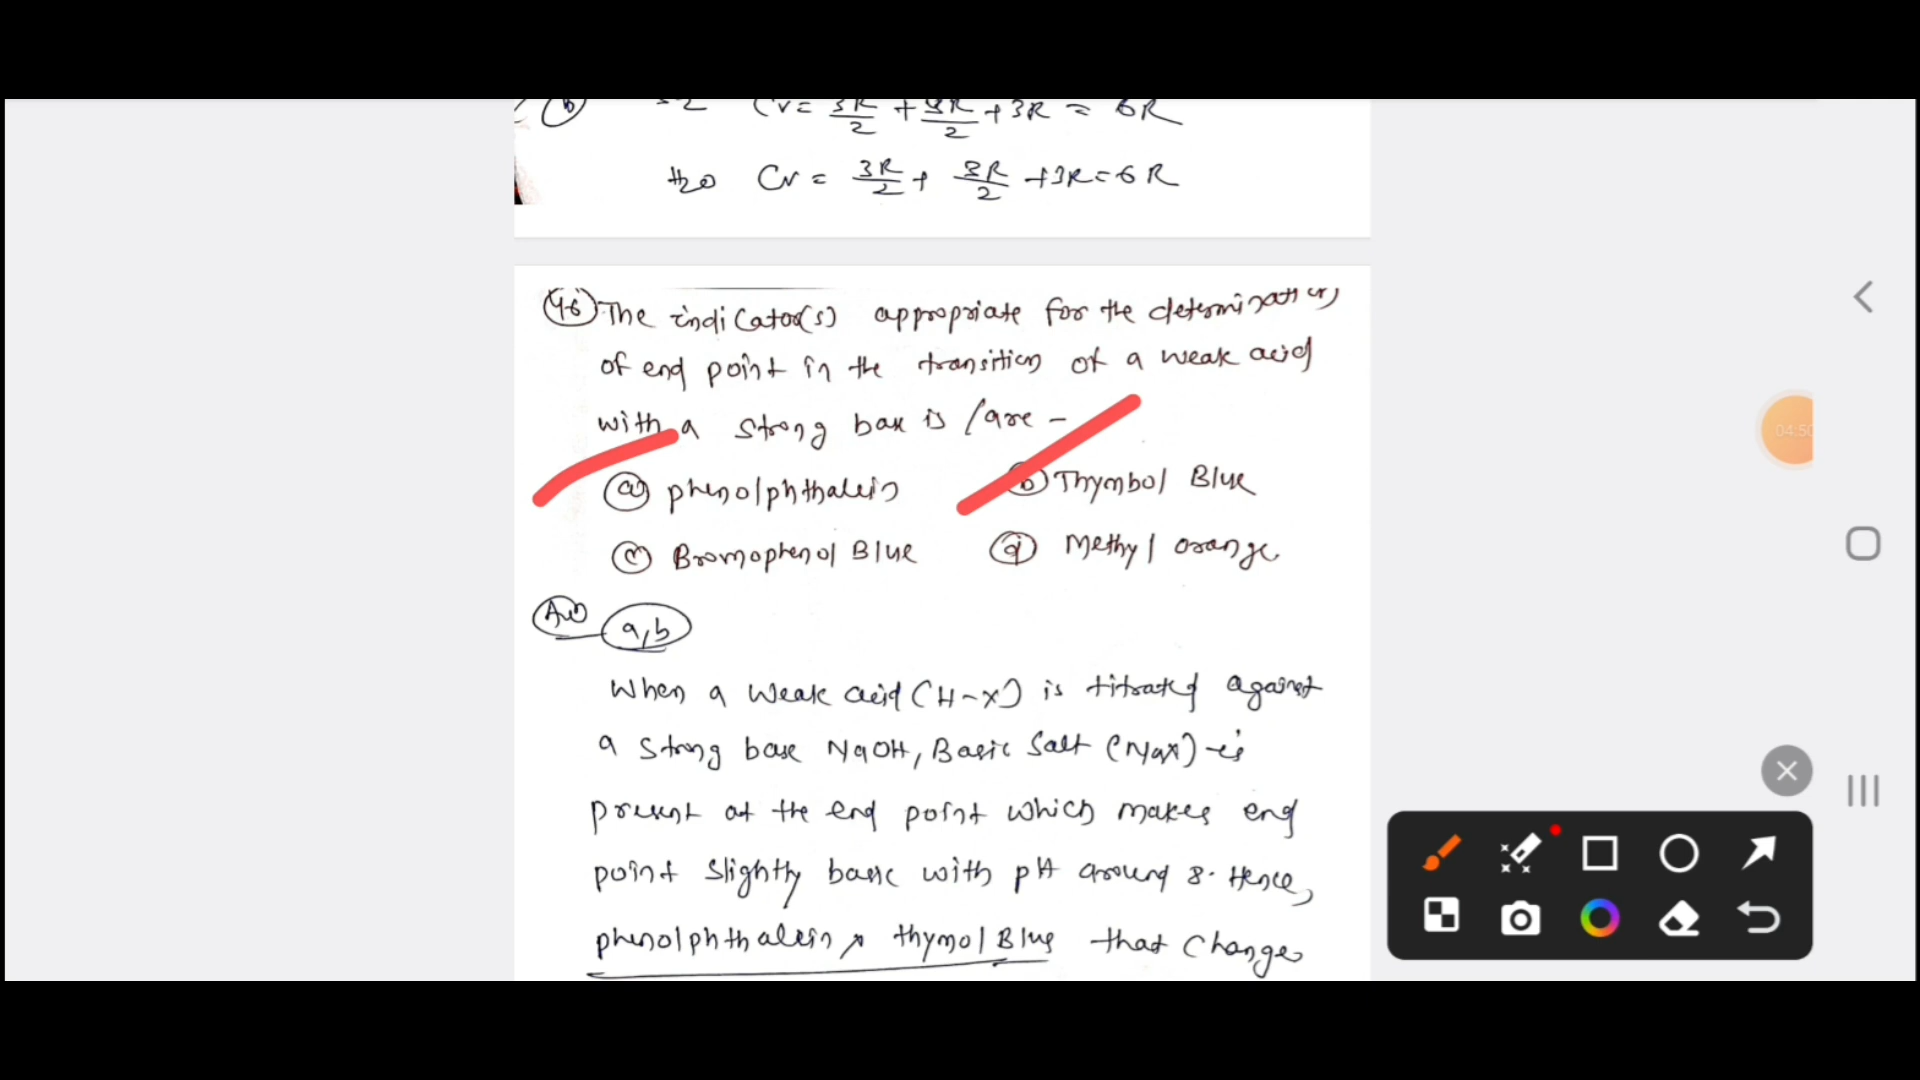 b Cv = 3R/2 + 3R/2 + 3R = 6R
H2O Cv = 3R/2 + 3R/2 + 3R = 6R
46 The indicator(s) appropriate for the determination
of end point in the transition of a weak acid
with a strong base is /are -
a phenolphthalein b Thymbol Blue
c Bromophenol Blue d Methyl orange
Ans a,b
When a weak acid (H-X) is titrated against
a strong base NaOH, Basic Salt (NaX) is
present at the end point which makes end
point slightly basic with pH around 8. Hence,
phenolphthalein, thymol Blue that change
04:50